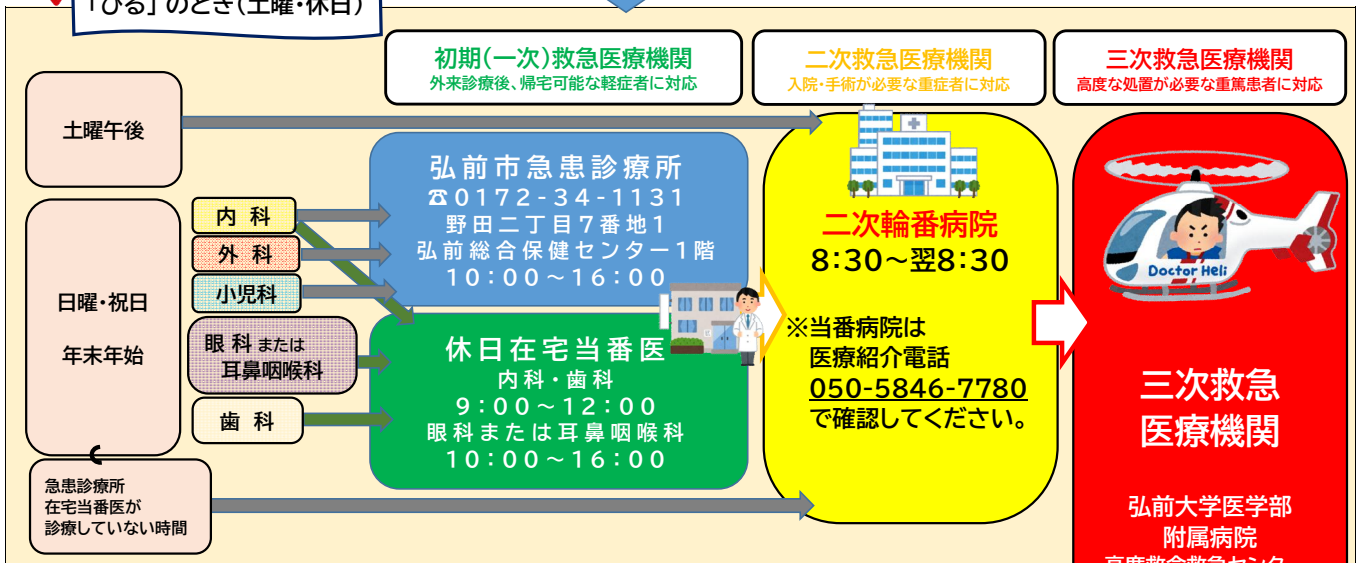 「ひる」のとき(土曜・休日)
初期(一次)救急医療機関
外来診療後、帰宅可能な軽症者に対応
二次救急医療機関
入院・手術が必要な重症者に対応
三次救急医療機関
高度な処置が必要な重篤患者に対応
土曜午後
日曜・祝日
年末年始
急患診療所
在宅当番医が
診療していない時間
内 科
外 科
小児科
眼 科 または
耳鼻咽喉科
歯 科
弘前市急患診療所
☎0172-34-1131
野田二丁目7番地1
弘前総合保健センター1階
10:00~16:00
休日在宅当番医
内科・歯科
9:00~12:00
眼科または耳鼻咽喉科
10:00~16:00
二次輪番病院
8:30~翌8:30
※当番病院は
医療紹介電話
050-5846-7780
で確認してください。
Doctor Heli
三次救急
医療機関
弘前大学医学部
附属病院
高度救命救急センター